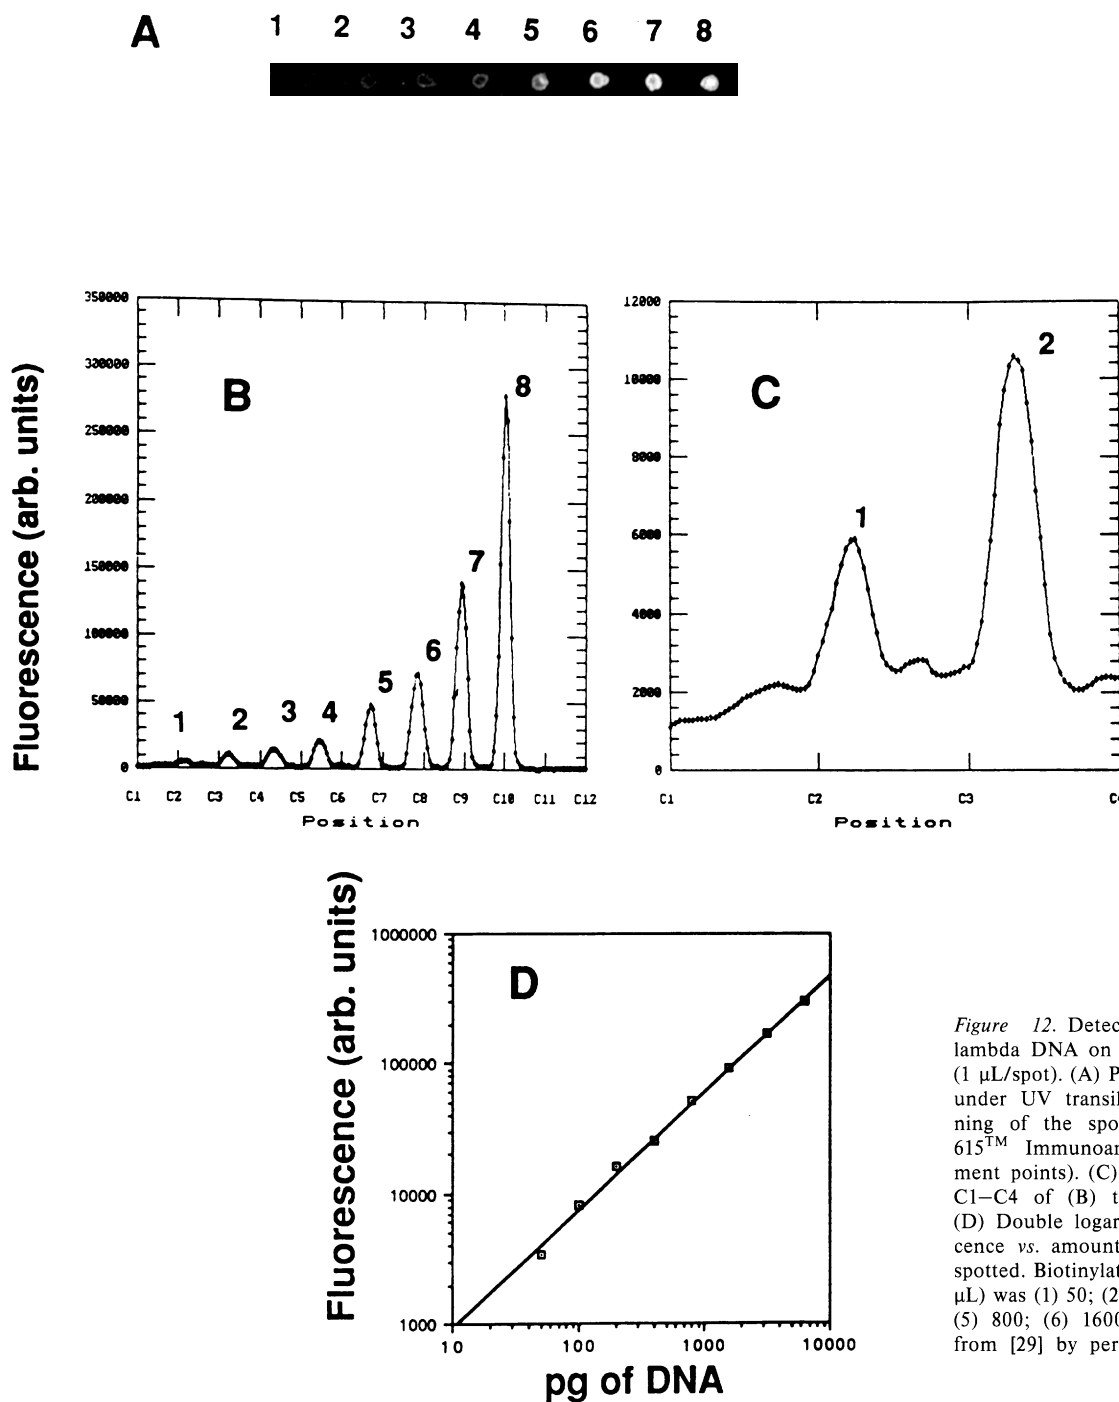 A
1 2 3 4 5 6 7 8
Fluorescence (arb. units)
350000
300000
250000
200000
150000
100000
50000
0
B
1 2 3 4 5 6 7 8
C1 C2 C3 C4 C5 C6 C7 C8 C9 C10 C11 C12
Position
12000
10000
8000
6000
4000
2000
0
C
1 2
C1 C2 C3
Position
Fluorescence (arb. units)
1000000
100000
10000
1000
D
10 100 1000 10000
pg of DNA
Figure 12. Detec
lambda DNA on
(1 µL/spot). (A) P
under UV transil
ning of the spo
615™ Immunoar
ment points). (C)
C1–C4 of (B) t
(D) Double logar
cence vs. amount
spotted. Biotinylat
µL) was (1) 50; (2
(5) 800; (6) 1600
from [29] by per